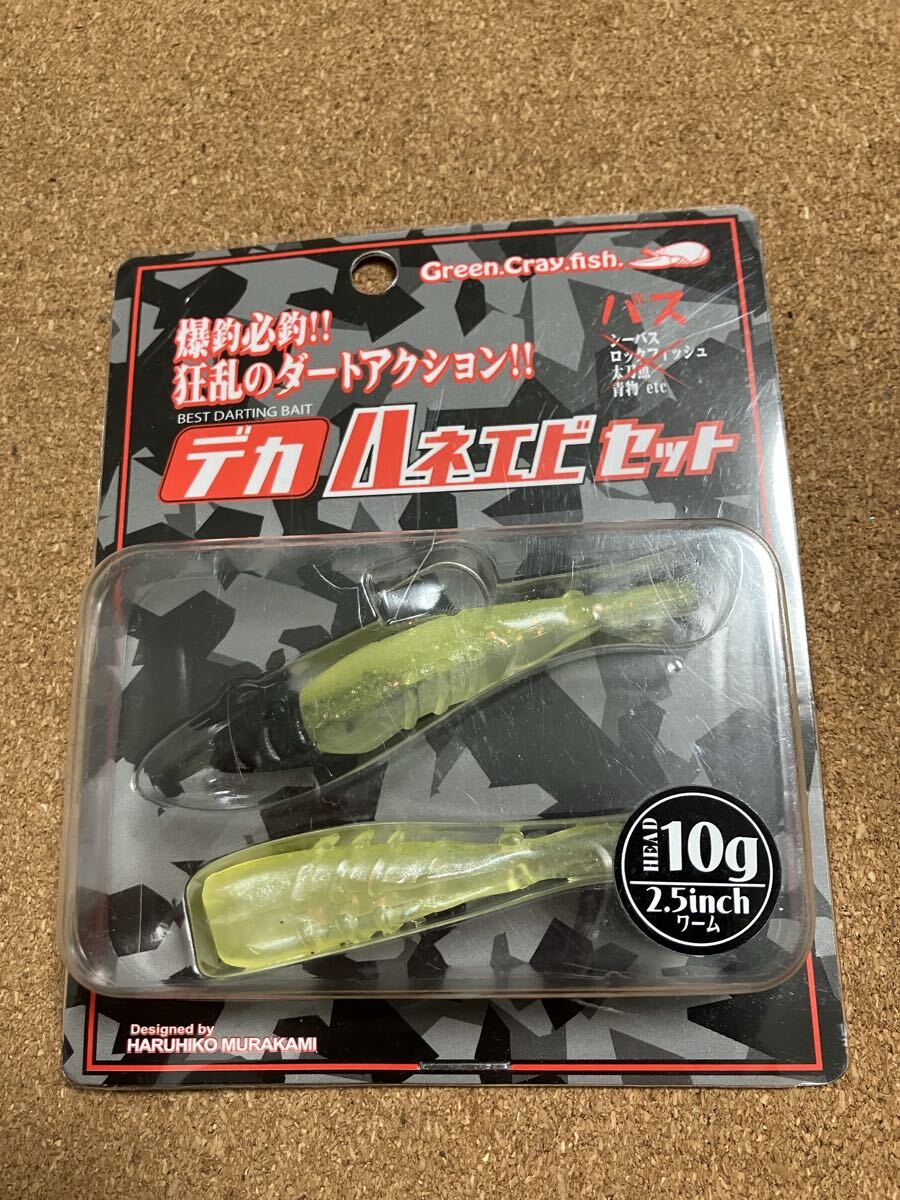 Green.Cray.fish.
爆釣必釣!!
狂乱のダートアクション!!
BEST DARTING BAIT
バス
シーバス
ロックフィッシュ
太刀魚
青物 etc
デカ ハネエビ セット
HEAD 10g
2.5inch
ワーム
Designed by
HARUHIKO MURAKAMI